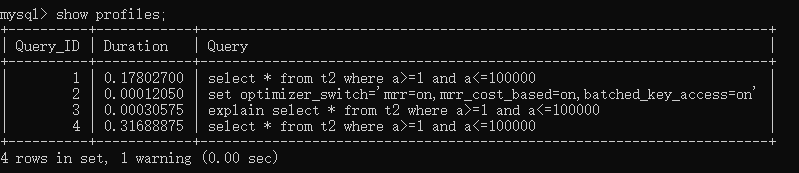 mysql> show profiles;
+----------+------------+----------------------------------------------------------------------+
| Query_ID | Duration   | Query                                                                |
+----------+------------+----------------------------------------------------------------------+
|        1 | 0.17802700 | select * from t2 where a>=1 and a<=100000                            |
|        2 | 0.00012050 | set optimizer_switch='mrr=on,mrr_cost_based=on,batched_key_access=on' |
|        3 | 0.00030575 | explain select * from t2 where a>=1 and a<=100000                    |
|        4 | 0.31688875 | select * from t2 where a>=1 and a<=100000                            |
+----------+------------+----------------------------------------------------------------------+
4 rows in set, 1 warning (0.00 sec)